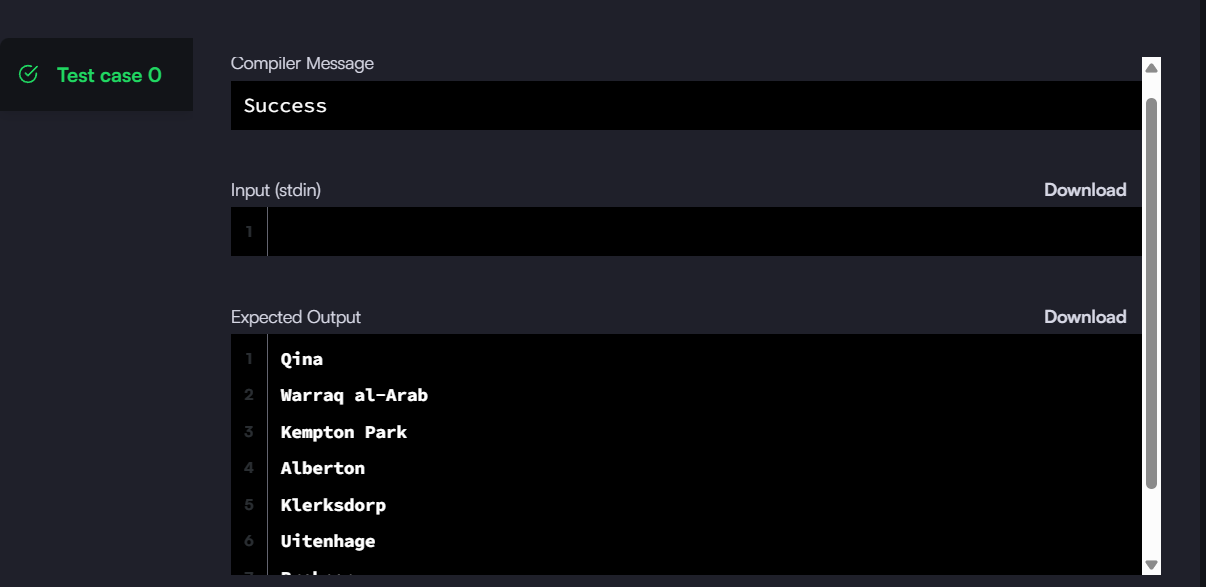 Test case 0
Compiler Message
Success
Input (stdin)
Download
1
Expected Output
Download
1 Qina
2 Warraq al-Arab
3 Kempton Park
4 Alberton
5 Klerksdorp
6 Uitenhage
7